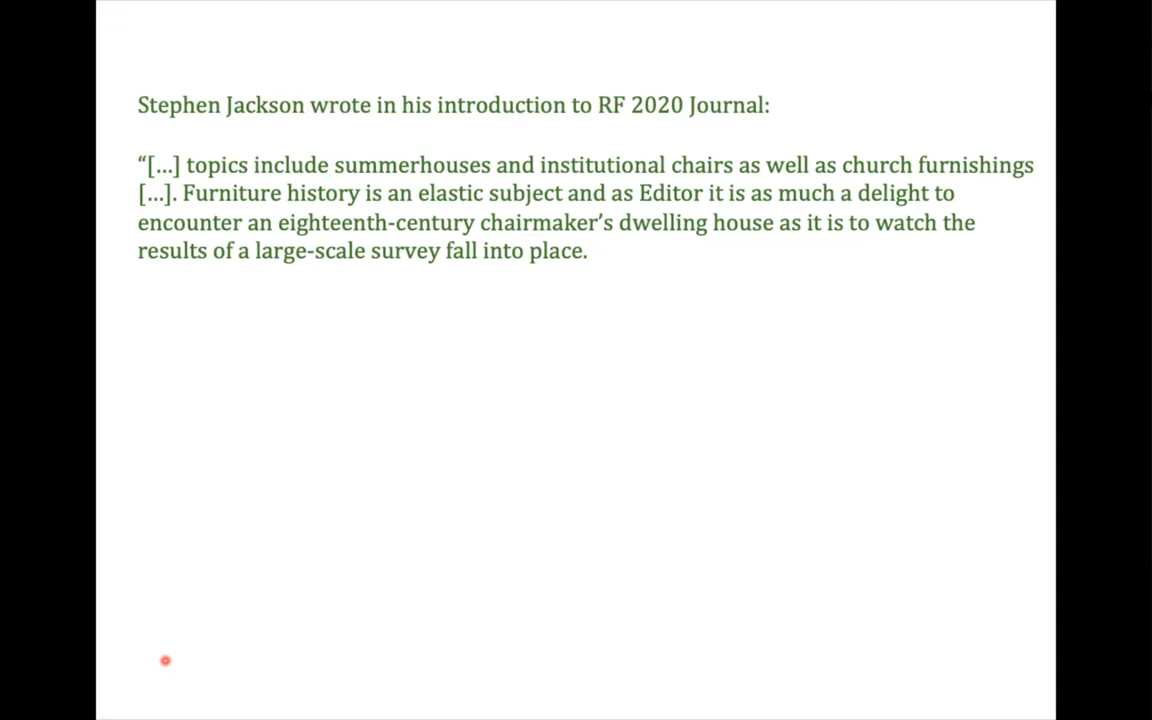 Stephen Jackson wrote in his introduction to RF 2020 Journal:
“[…] topics include summerhouses and institutional chairs as well as church furnishings
[…]. Furniture history is an elastic subject and as Editor it is as much a delight to
encounter an eighteenth-century chairmaker’s dwelling house as it is to watch the
results of a large-scale survey fall into place.